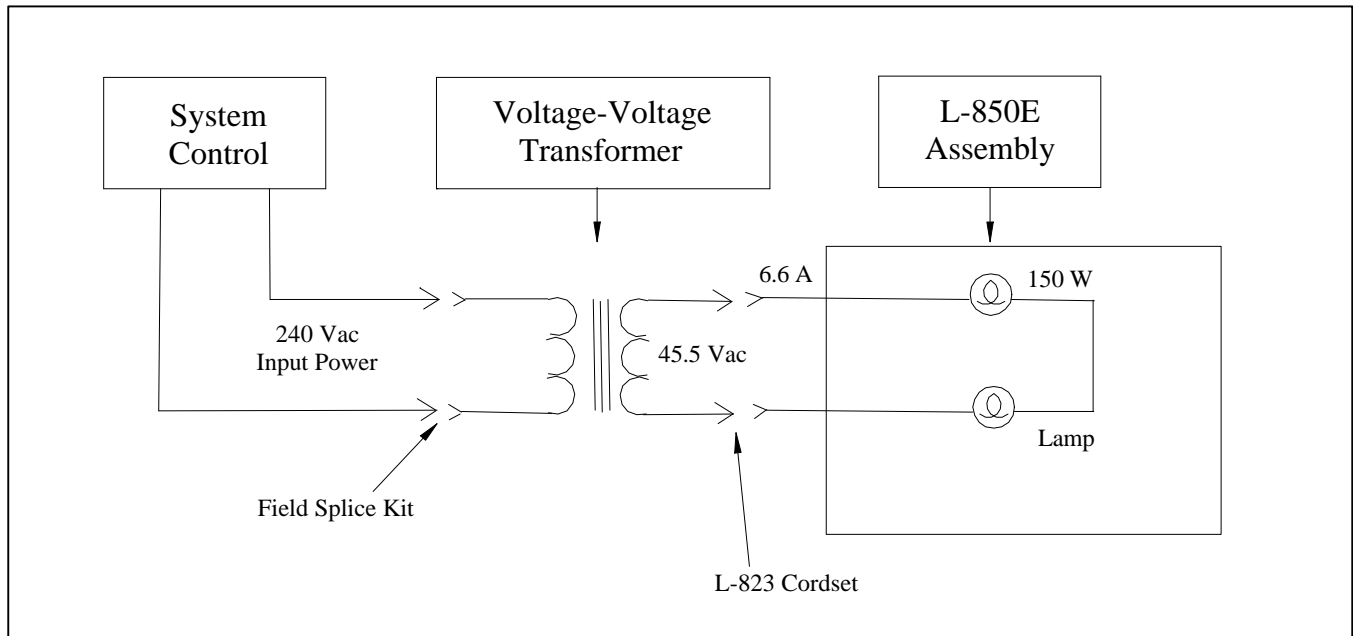 System
Control
Voltage-Voltage
Transformer
L-850E
Assembly
6.6 A
150 W
240 Vac
Input Power
45.5 Vac
Lamp
Field Splice Kit
L-823 Cordset